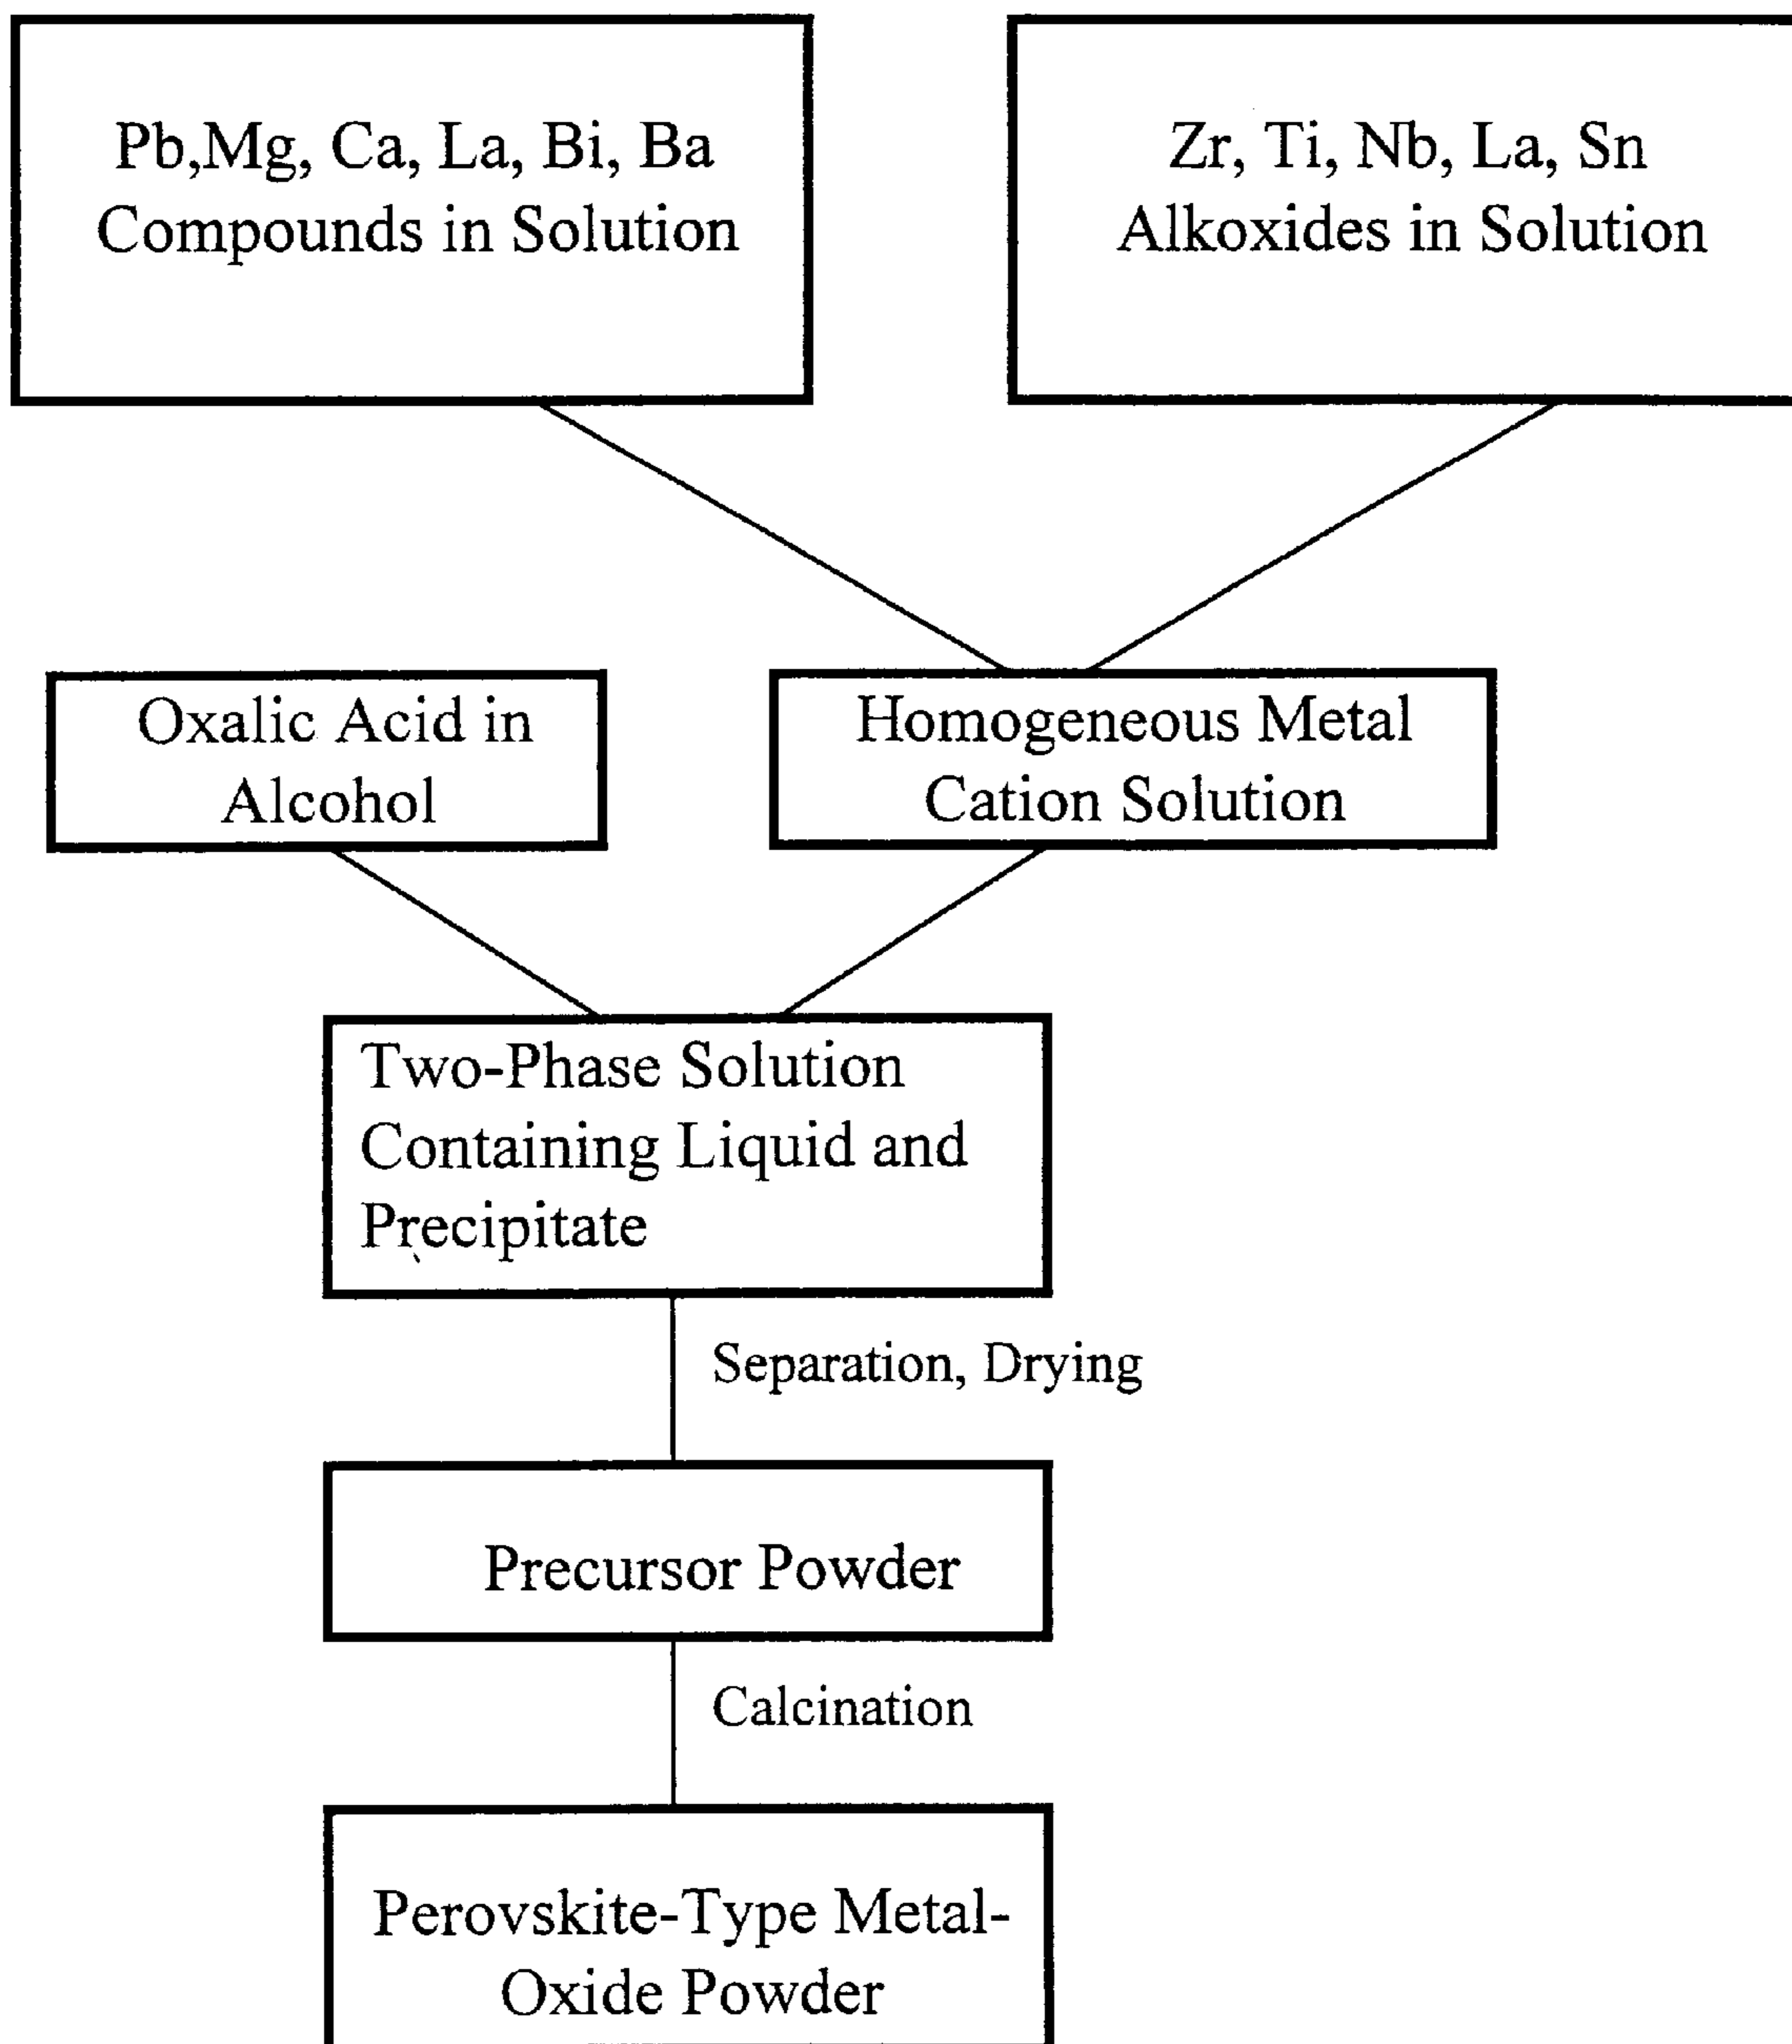 Pb,Mg, Ca, La, Bi, Ba
Compounds in Solution
Zr, Ti, Nb, La, Sn
Alkoxides in Solution
Oxalic Acid in
Alcohol
Homogeneous Metal
Cation Solution
Two-Phase Solution
Containing Liquid and
Precipitate
Separation, Drying
Precursor Powder
Calcination
Perovskite-Type Metal-
Oxide Powder